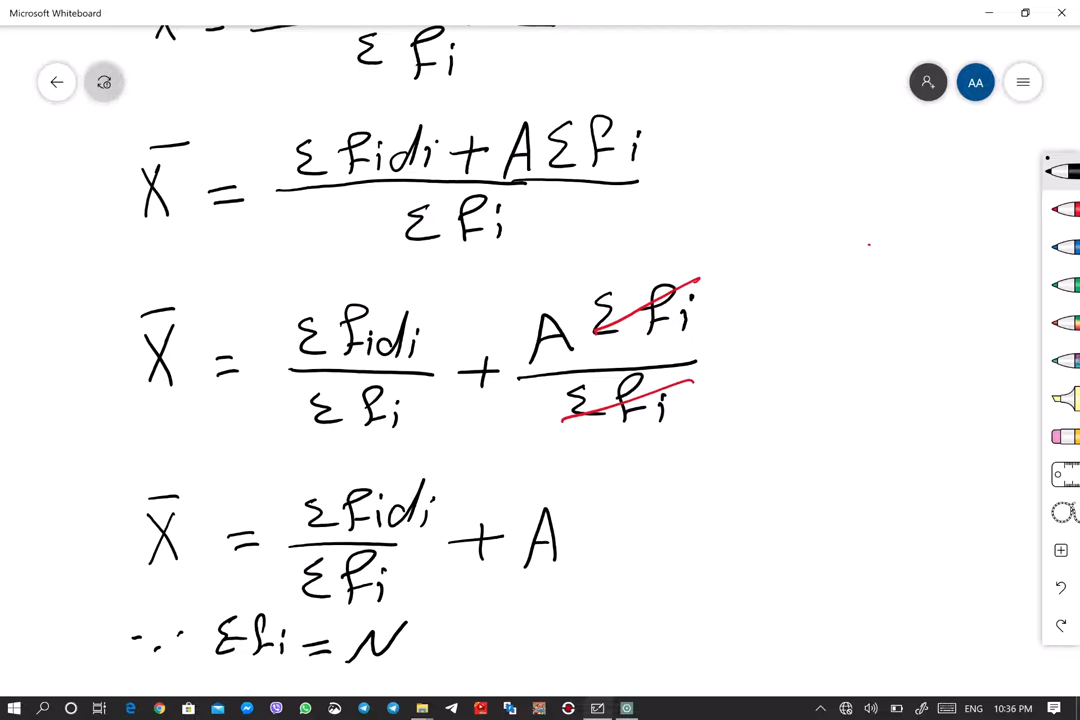 Microsoft Whiteboard
AA
Σ fi
X̄ = Σ fidi + A Σ fi / Σ fi
X̄ = Σ fidi / Σ fi + A Σ fi / Σ fi
X̄ = Σ fidi / Σ fi + A
∵ Σ fi = N
ENG 10:36 PM